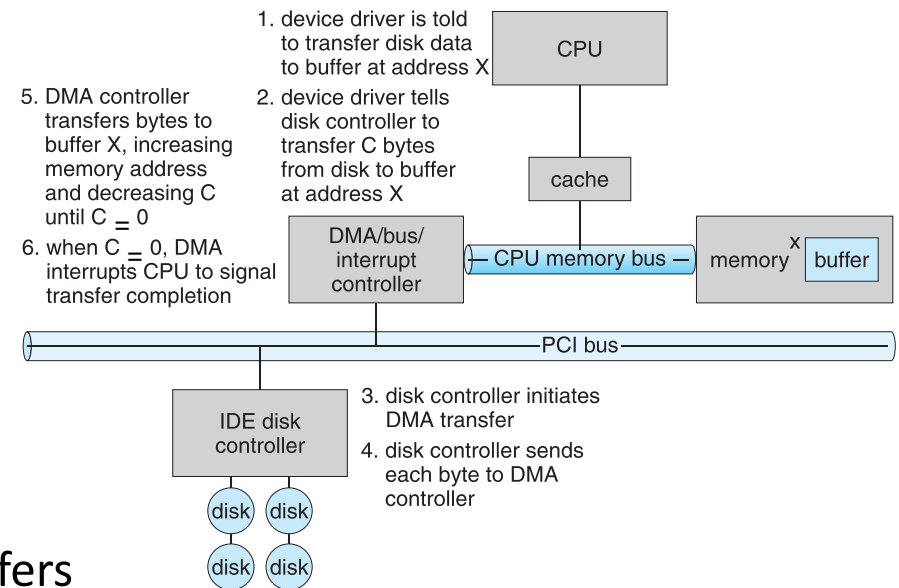 1. device driver is told
to transfer disk data
to buffer at address X
2. device driver tells
disk controller to
transfer C bytes
from disk to buffer
at address X
5. DMA controller
transfers bytes to
buffer X, increasing
memory address
and decreasing C
until C = 0
6. when C = 0, DMA
interrupts CPU to signal
transfer completion
CPU
cache
DMA/bus/
interrupt
controller
CPU memory bus
memory
x
buffer
PCI bus
IDE disk
controller
3. disk controller initiates
DMA transfer
4. disk controller sends
each byte to DMA
controller
disk
disk
disk
disk
fers